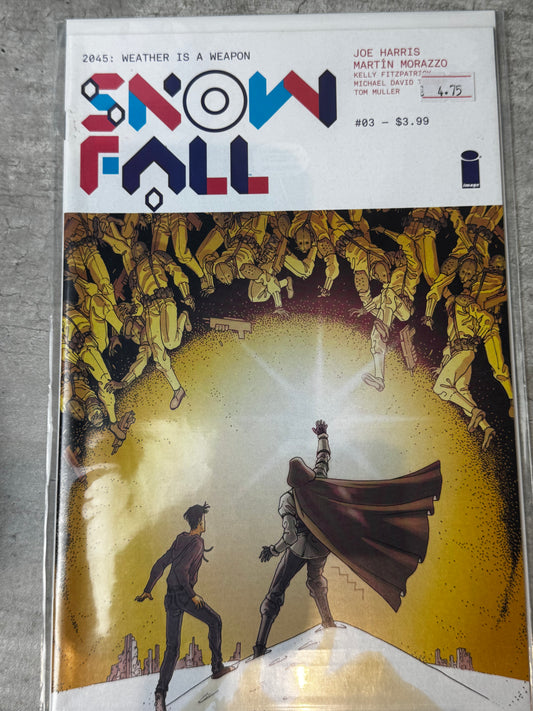 2045: WEATHER IS A WEAPON
SNOW
FALL
JOE HARRIS
MARTÍN MORAZZO
KELLY FITZPATRICK
MICHAEL DAVID
TOM MULLER
4.75
#03 — $3.99
image